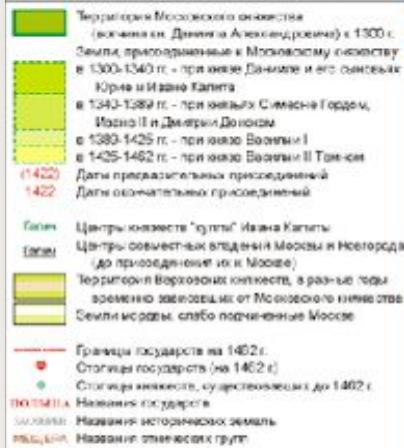 Территория Московского княжества
(вотчина кн. Даниила Александровича) к 1300 г.
Земли, присоединенные к Московскому княжеству
в 1300-1340 гг. - при князе Данииле и его сыновьях
Юрие и Иване Калите
в 1340-1389 гг. - при князьях Симеоне Гордом,
Иване II и Дмитрии Донском
в 1389-1425 гг. - при князе Василии I
в 1425-1462 гг. - при князе Василии II Темном
(1422) Даты предварительных присоединений
1422 Даты окончательных присоединений
Галич Центры княжеств "купли" Ивана Калиты
Центры совместных владений Москвы и Новгорода
(до присоединения их к Москве)
Территория Верховских княжеств, в разные годы
временно зависевших от Московского княжества
Земли мордвы, слабо подчиненные Москве
Границы государств на 1462 г.
Столицы государств (на 1462 г.)
Столицы княжеств, существовавших до 1462 г.
Названия государств
Названия исторических земель
МЕЩЕРА Названия этнических групп